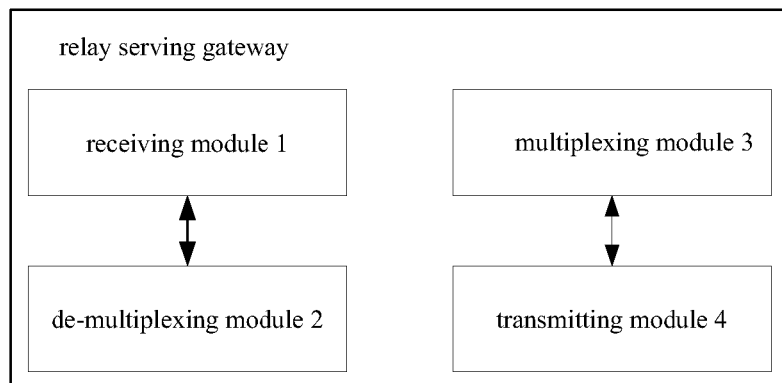 relay serving gateway
receiving module 1
multiplexing module 3
de-multiplexing module 2
transmitting module 4